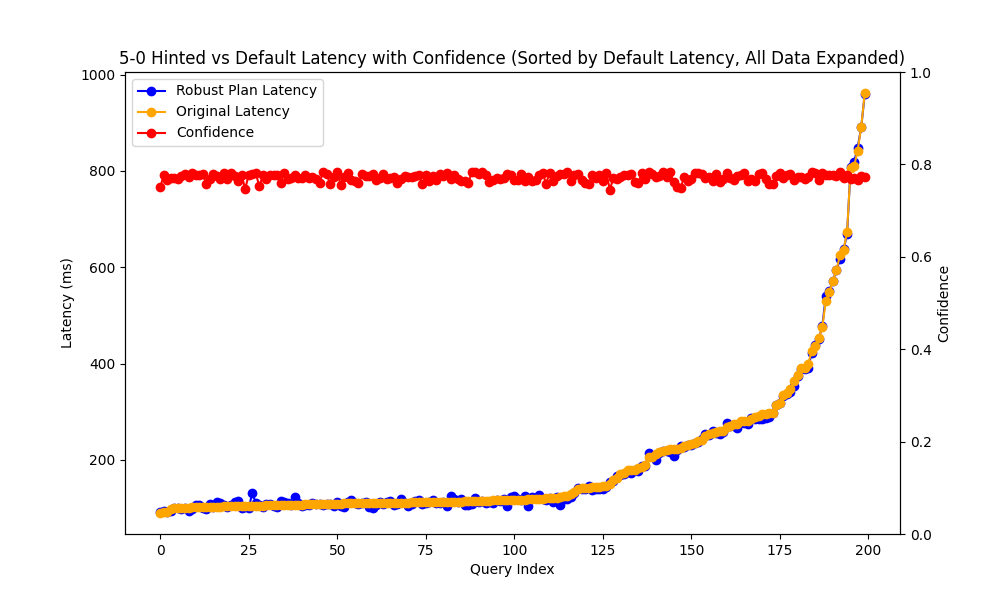 5-0 Hinted vs Default Latency with Confidence (Sorted by Default Latency, All Data Expanded)
Robust Plan Latency
Original Latency
Confidence
1000
800
600
400
200
Latency (ms)
1.0
0.8
0.6
0.4
0.2
0.0
Confidence
0 25 50 75 100 125 150 175 200
Query Index